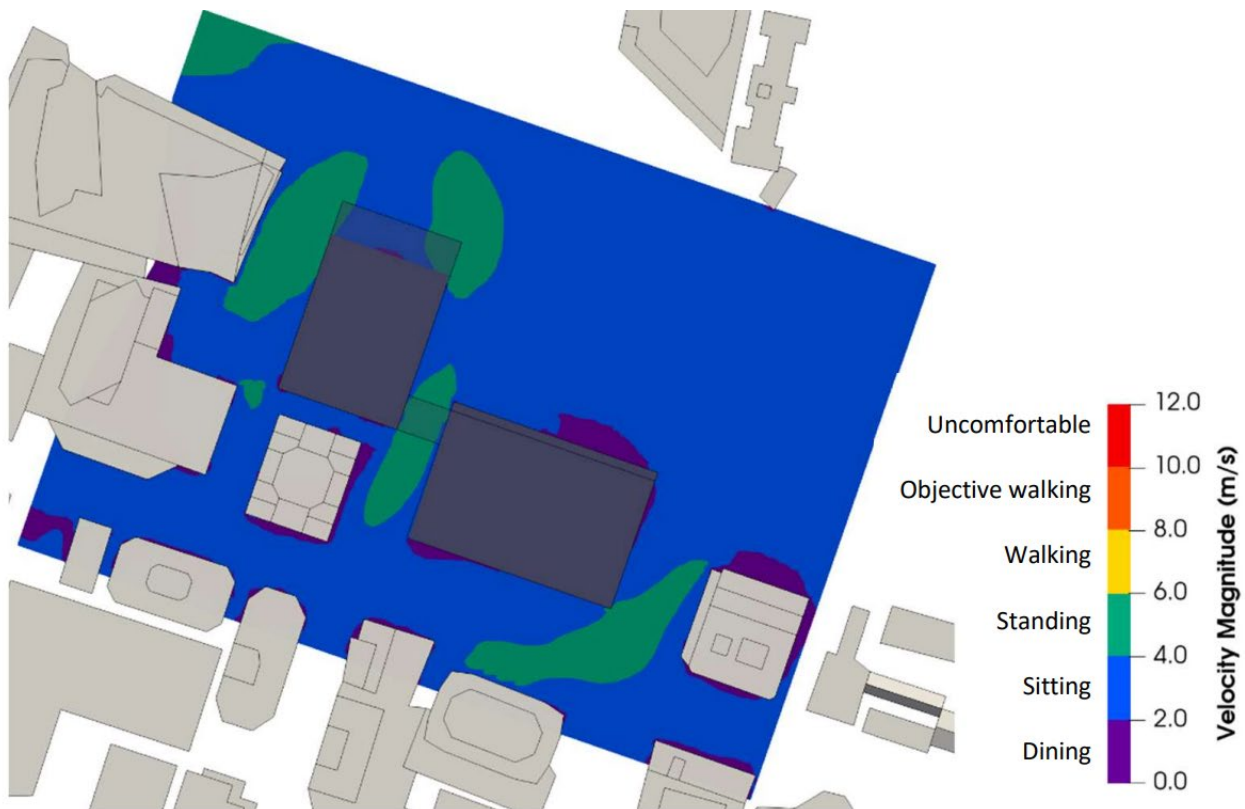 Uncomfortable
Objective walking
Walking
Standing
Sitting
Dining
12.0
10.0
8.0
6.0
4.0
2.0
0.0
Velocity Magnitude (m/s)